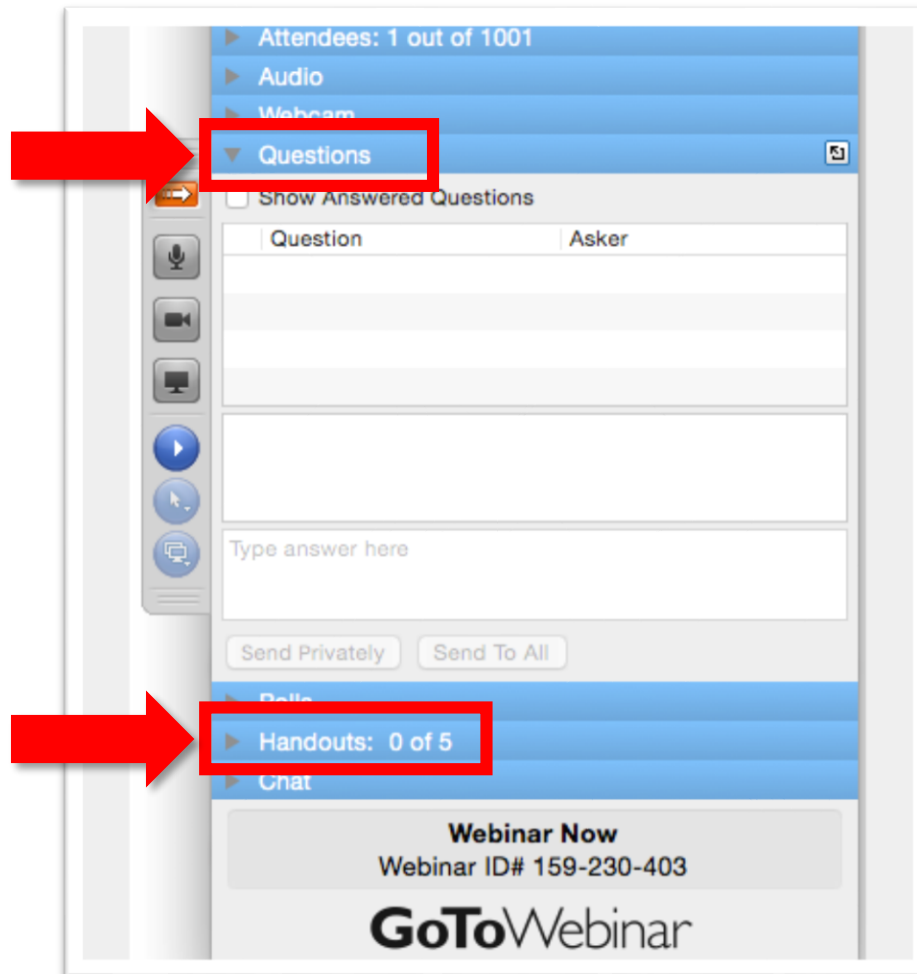 Attendees: 1 out of 1001
Audio
Webcam
Questions
Show Answered Questions
Question Asker
Type answer here
Send Privately Send To All
Polls
Handouts: 0 of 5
Chat
Webinar Now
Webinar ID# 159-230-403
GoToWebinar